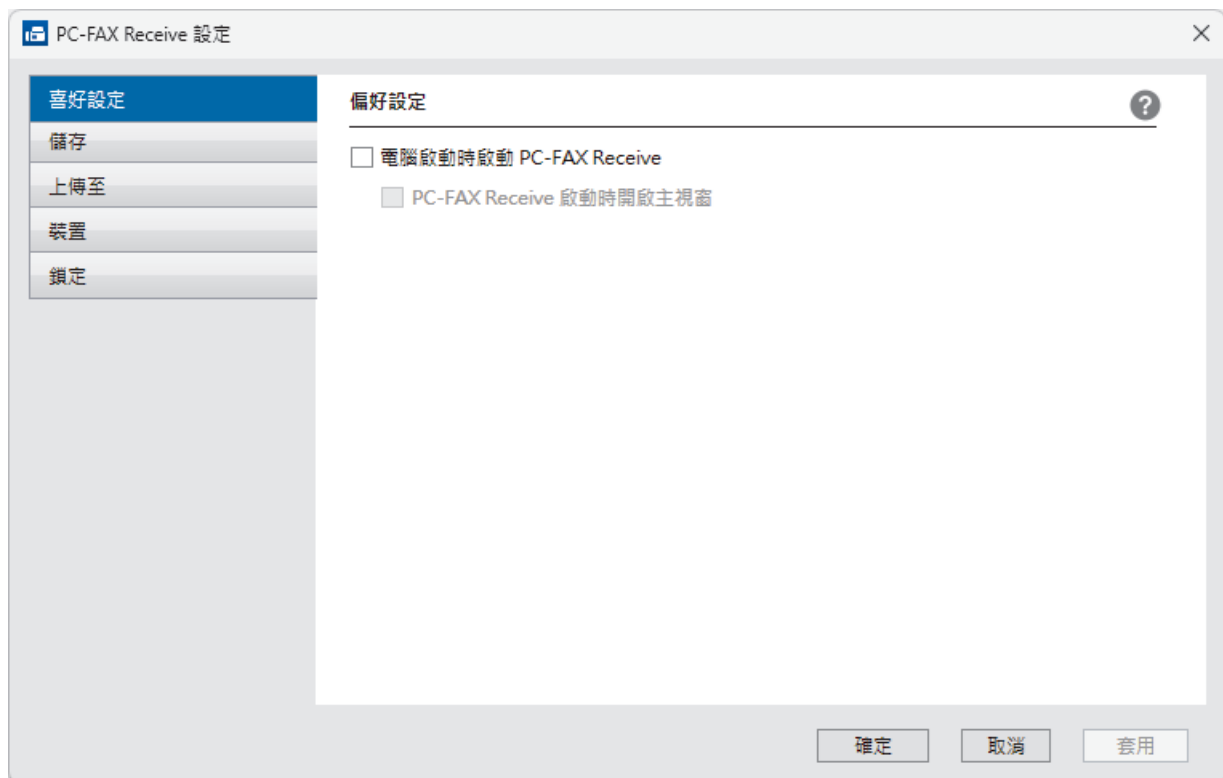 PC-FAX Receive 設定
喜好設定
儲存
上傳至
裝置
鎖定
偏好設定
?
電腦啟動時啟動 PC-FAX Receive
PC-FAX Receive 啟動時開啟主視窗
確定
取消
套用